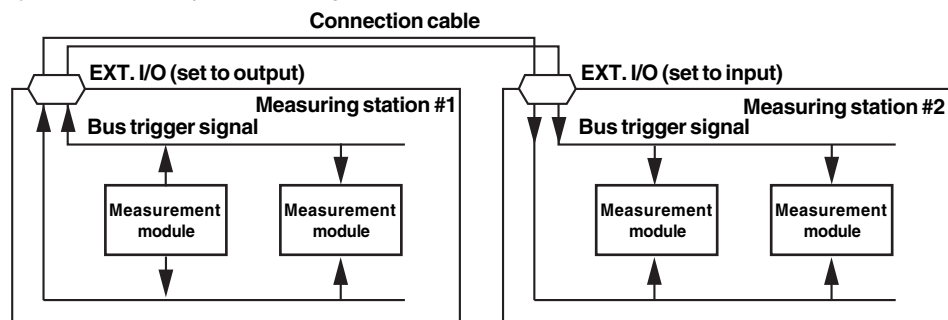 Connection cable
EXT. I/O (set to output)
EXT. I/O (set to input)
Measuring station #1
Measuring station #2
Bus trigger signal
Bus trigger signal
Measurement
module
Measurement
module
Measurement
module
Measurement
module